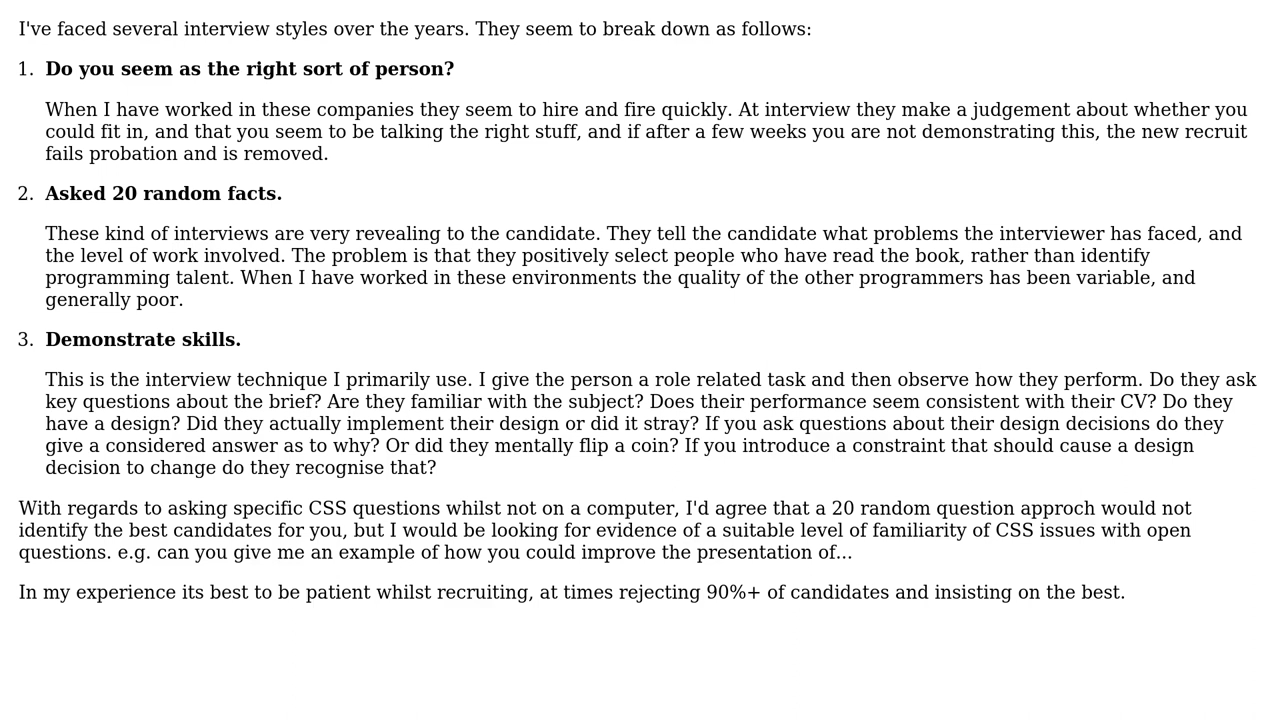 I've faced several interview styles over the years. They seem to break down as follows:
1. Do you seem as the right sort of person?
When I have worked in these companies they seem to hire and fire quickly. At interview they make a judgement about whether you
could fit in, and that you seem to be talking the right stuff, and if after a few weeks you are not demonstrating this, the new recruit
fails probation and is removed.
2. Asked 20 random facts.
These kind of interviews are very revealing to the candidate. They tell the candidate what problems the interviewer has faced, and
the level of work involved. The problem is that they positively select people who have read the book, rather than identify
programming talent. When I have worked in these environments the quality of the other programmers has been variable, and
generally poor.
3. Demonstrate skills.
This is the interview technique I primarily use. I give the person a role related task and then observe how they perform. Do they ask
key questions about the brief? Are they familiar with the subject? Does their performance seem consistent with their CV? Do they
have a design? Did they actually implement their design or did it stray? If you ask questions about their design decisions do they
give a considered answer as to why? Or did they mentally flip a coin? If you introduce a constraint that should cause a design
decision to change do they recognise that?
With regards to asking specific CSS questions whilst not on a computer, I'd agree that a 20 random question approch would not
identify the best candidates for you, but I would be looking for evidence of a suitable level of familiarity of CSS issues with open
questions. e.g. can you give me an example of how you could improve the presentation of...
In my experience its best to be patient whilst recruiting, at times rejecting 90%+ of candidates and insisting on the best.